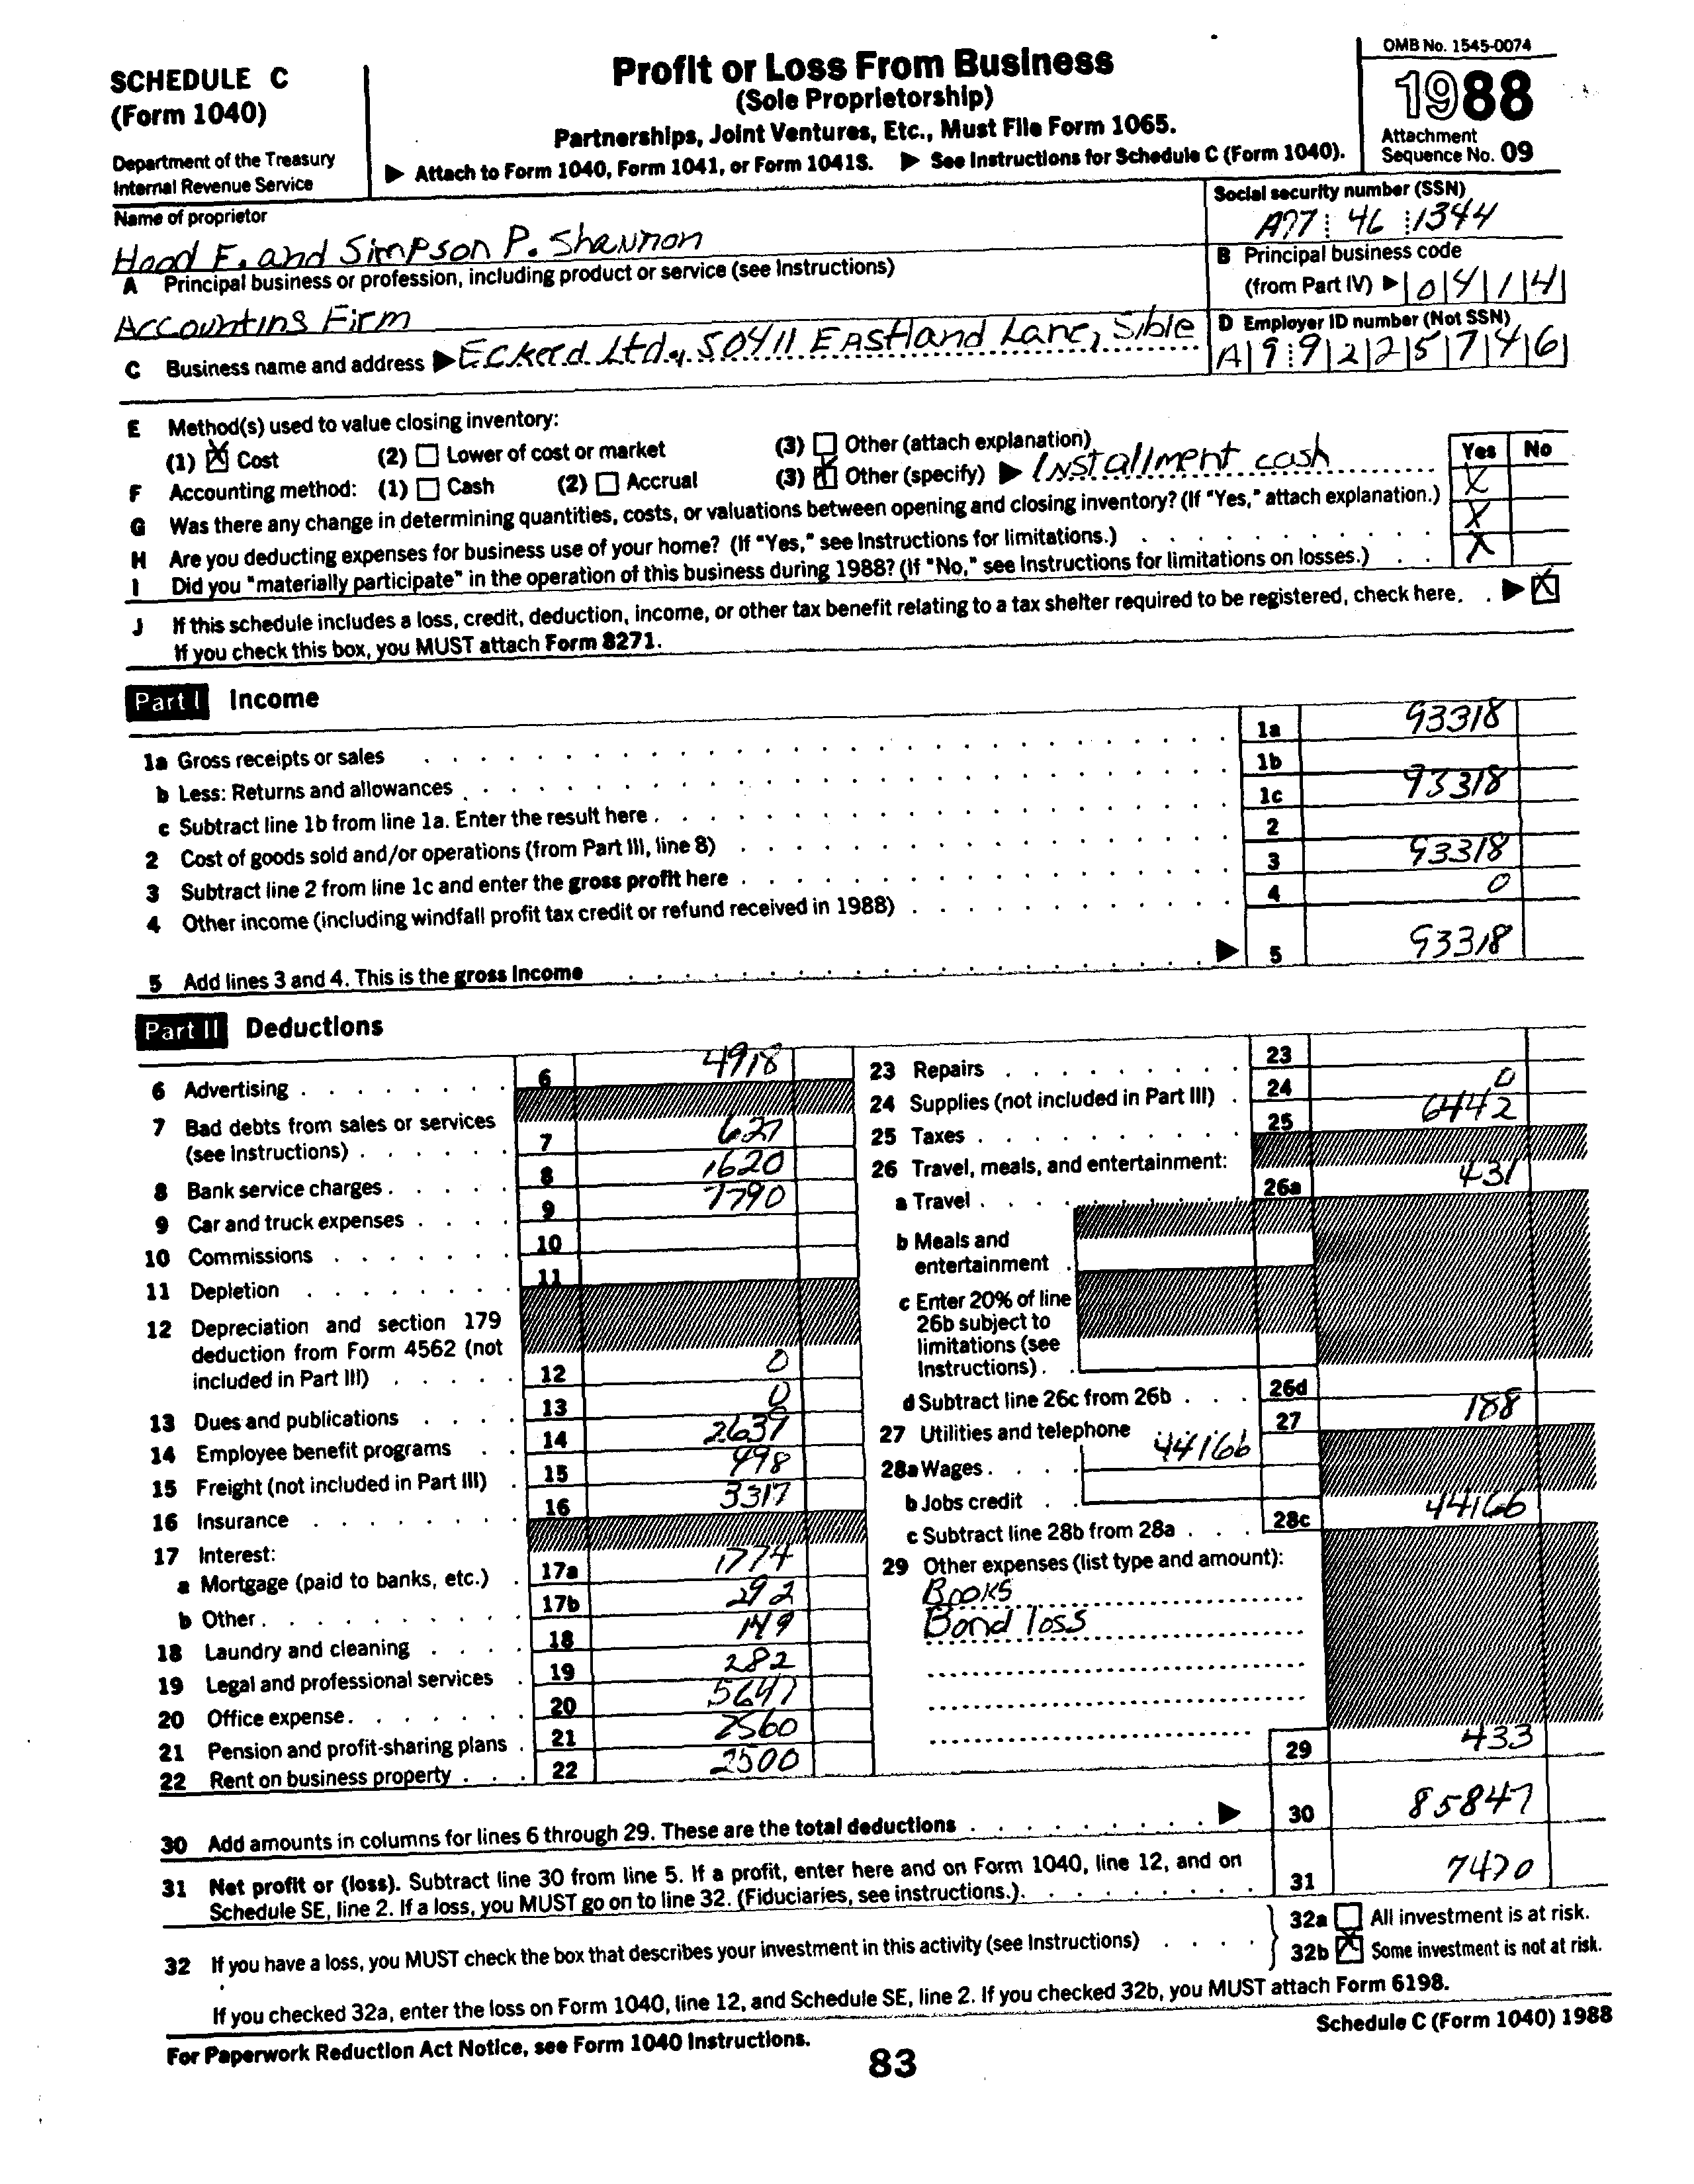 SCHEDULE C
(Form 1040)
Department of the Treasury
Internal Revenue Service
Profit or Loss From Business
(Sole Proprietorship)
Partnerships, Joint Ventures, Etc., Must File Form 1065.
▶ Attach to Form 1040, Form 1041, or Form 1041S. ▶ See Instructions for Schedule C (Form 1040).
OMB No. 1545-0074
1988
Attachment
Sequence No. 09
Name of proprietor
Hood F. and Simpson P. Shannon
Social security number (SSN)
A77 46 1344
A Principal business or profession, including product or service (see Instructions)
Accounting Firm
B Principal business code
(from Part IV) ▶ 0414
C Business name and address ▶ Eckerd Ltd., 50411 Eastland Lane, Sible
D Employer ID number (Not SSN)
A99225746
E Method(s) used to value closing inventory:
(1) ☒ Cost (2) ☐ Lower of cost or market (3) ☐ Other (attach explanation)
F Accounting method: (1) ☐ Cash (2) ☐ Accrual (3) ☒ Other (specify) ▶ Installment cash
Yes No
G Was there any change in determining quantities, costs, or valuations between opening and closing inventory? (If "Yes," attach explanation.) X
H Are you deducting expenses for business use of your home? (If "Yes," see Instructions for limitations.) X
I Did you "materially participate" in the operation of this business during 1988? (If "No," see Instructions for limitations on losses.) X
J If this schedule includes a loss, credit, deduction, income, or other tax benefit relating to a tax shelter required to be registered, check here. ▶ ☒
If you check this box, you MUST attach Form 8271.
Part I Income
1a Gross receipts or sales 1a 93318
b Less: Returns and allowances 1b
c Subtract line 1b from line 1a. Enter the result here 1c 93318
2 Cost of goods sold and/or operations (from Part III, line 8) 2
3 Subtract line 2 from line 1c and enter the gross profit here 3 93318
4 Other income (including windfall profit tax credit or refund received in 1988) 4 0
5 Add lines 3 and 4. This is the gross income ▶ 5 93318
Part II Deductions
6 Advertising 6 4918
7 Bad debts from sales or services
(see Instructions) 7 627
8 Bank service charges 8 1620
9 Car and truck expenses 9 7790
10 Commissions 10
11 Depletion 11
12 Depreciation and section 179
deduction from Form 4562 (not
included in Part III) 12 0
13 Dues and publications 13 0
14 Employee benefit programs 14 2639
15 Freight (not included in Part III) 15 498
16 Insurance 16 3317
17 Interest:
a Mortgage (paid to banks, etc.) 17a 1774
b Other 17b 292
18 Laundry and cleaning 18 149
19 Legal and professional services 19 282
20 Office expense 20 5647
21 Pension and profit-sharing plans 21 2560
22 Rent on business property 22 2500
23 Repairs 23
24 Supplies (not included in Part III) 24 0
25 Taxes 25 6442
26 Travel, meals, and entertainment:
a Travel 26a 431
b Meals and
entertainment
c Enter 20% of line
26b subject to
limitations (see
Instructions)
d Subtract line 26c from 26b 26d
27 Utilities and telephone 27 188
28a Wages 44166
b Jobs credit
c Subtract line 28b from 28a 28c 44166
29 Other expenses (list type and amount):
Books
Bond loss
29 433
30 Add amounts in columns for lines 6 through 29. These are the total deductions ▶ 30 85847
31 Net profit or (loss). Subtract line 30 from line 5. If a profit, enter here and on Form 1040, line 12, and on
Schedule SE, line 2. If a loss, you MUST go on to line 32. (Fiduciaries, see instructions.) 31 7470
32 If you have a loss, you MUST check the box that describes your investment in this activity (see Instructions)
32a ☐ All investment is at risk.
32b ☒ Some investment is not at risk.
If you checked 32a, enter the loss on Form 1040, line 12, and Schedule SE, line 2. If you checked 32b, you MUST attach Form 6198.
For Paperwork Reduction Act Notice, see Form 1040 Instructions.
Schedule C (Form 1040) 1988
83